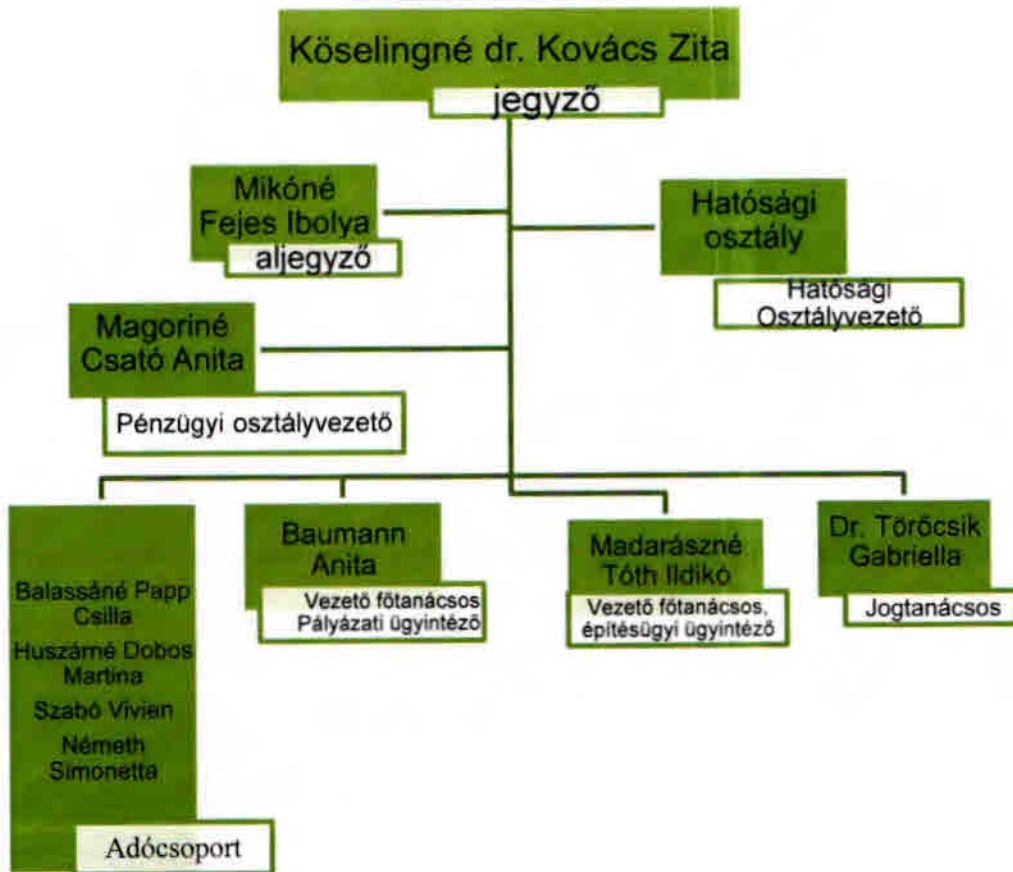 Köselingné dr. Kovács Zita
jegyző
Mikóné
Fejes Ibolya
aljegyző
Hatósági
osztály
Hatósági
Osztályvezető
Magoriné
Csató Anita
Pénzügyi osztályvezető
Balassáné Papp
Csilla
Huszárné Dobos
Martina
Szabó Vivien
Németh
Simonetta
Adócsoport
Baumann
Anita
Vezető főtanácsos
Pályázati ügyintéző
Madarászné
Tóth Ildikó
Vezető főtanácsos,
építésügyi ügyintéző
Dr. Törőcsik
Gabriella
Jogtanácsos